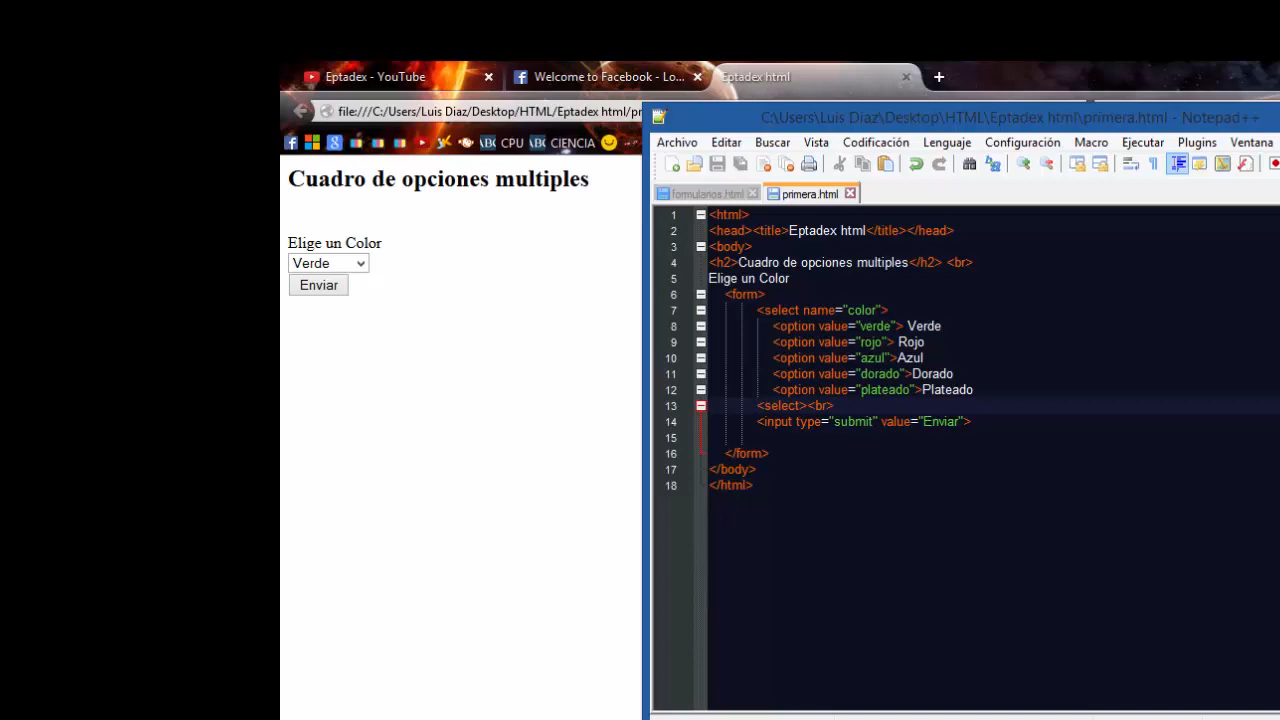 Eptadex - YouTube
Welcome to Facebook - Lo...
Eptadex html
file:///C:/Users/Luis Diaz/Desktop/HTML/Eptadex html/pr
CPU
CIENCIA
Cuadro de opciones multiples
Elige un Color
Verde
Enviar
C:\Users\Luis Diaz\Desktop\HTML\Eptadex html\primera.html - Notepad++
Archivo Editar Buscar Vista Codificación Lenguaje Configuración Macro Ejecutar Plugins Ventana
formularios.html primera.html
1 <html>
2 <head><title>Eptadex html</title></head>
3 <body>
4 <h2>Cuadro de opciones multiples</h2> <br>
5 Elige un Color
6 <form>
7 <select name="color">
8 <option value="verde"> Verde
9 <option value="rojo"> Rojo
10 <option value="azul">Azul
11 <option value="dorado">Dorado
12 <option value="plateado">Plateado
13 <select><br>
14 <input type="submit" value="Enviar">
15
16 </form>
17 </body>
18 </html>